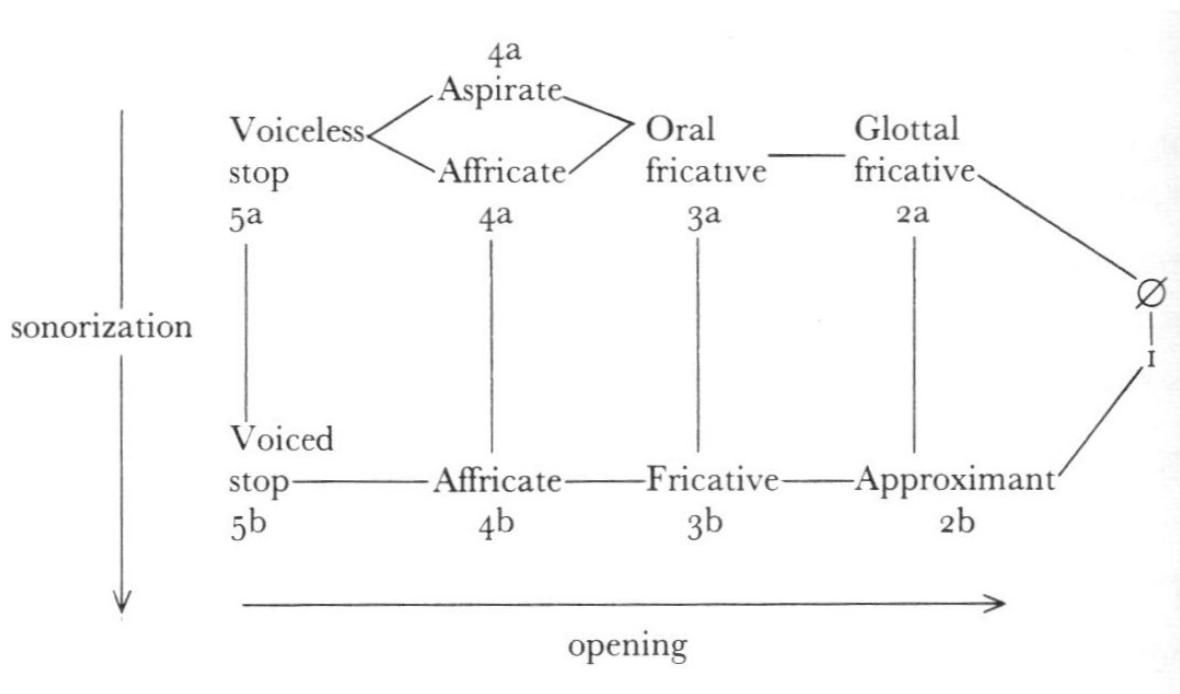 4a
Aspirate
Voiceless
stop
5a
Affricate
4a
Oral
fricative
3a
Glottal
fricative
2a
Ø
1
sonorization
Voiced
stop
5b
Affricate
4b
Fricative
3b
Approximant
2b
opening